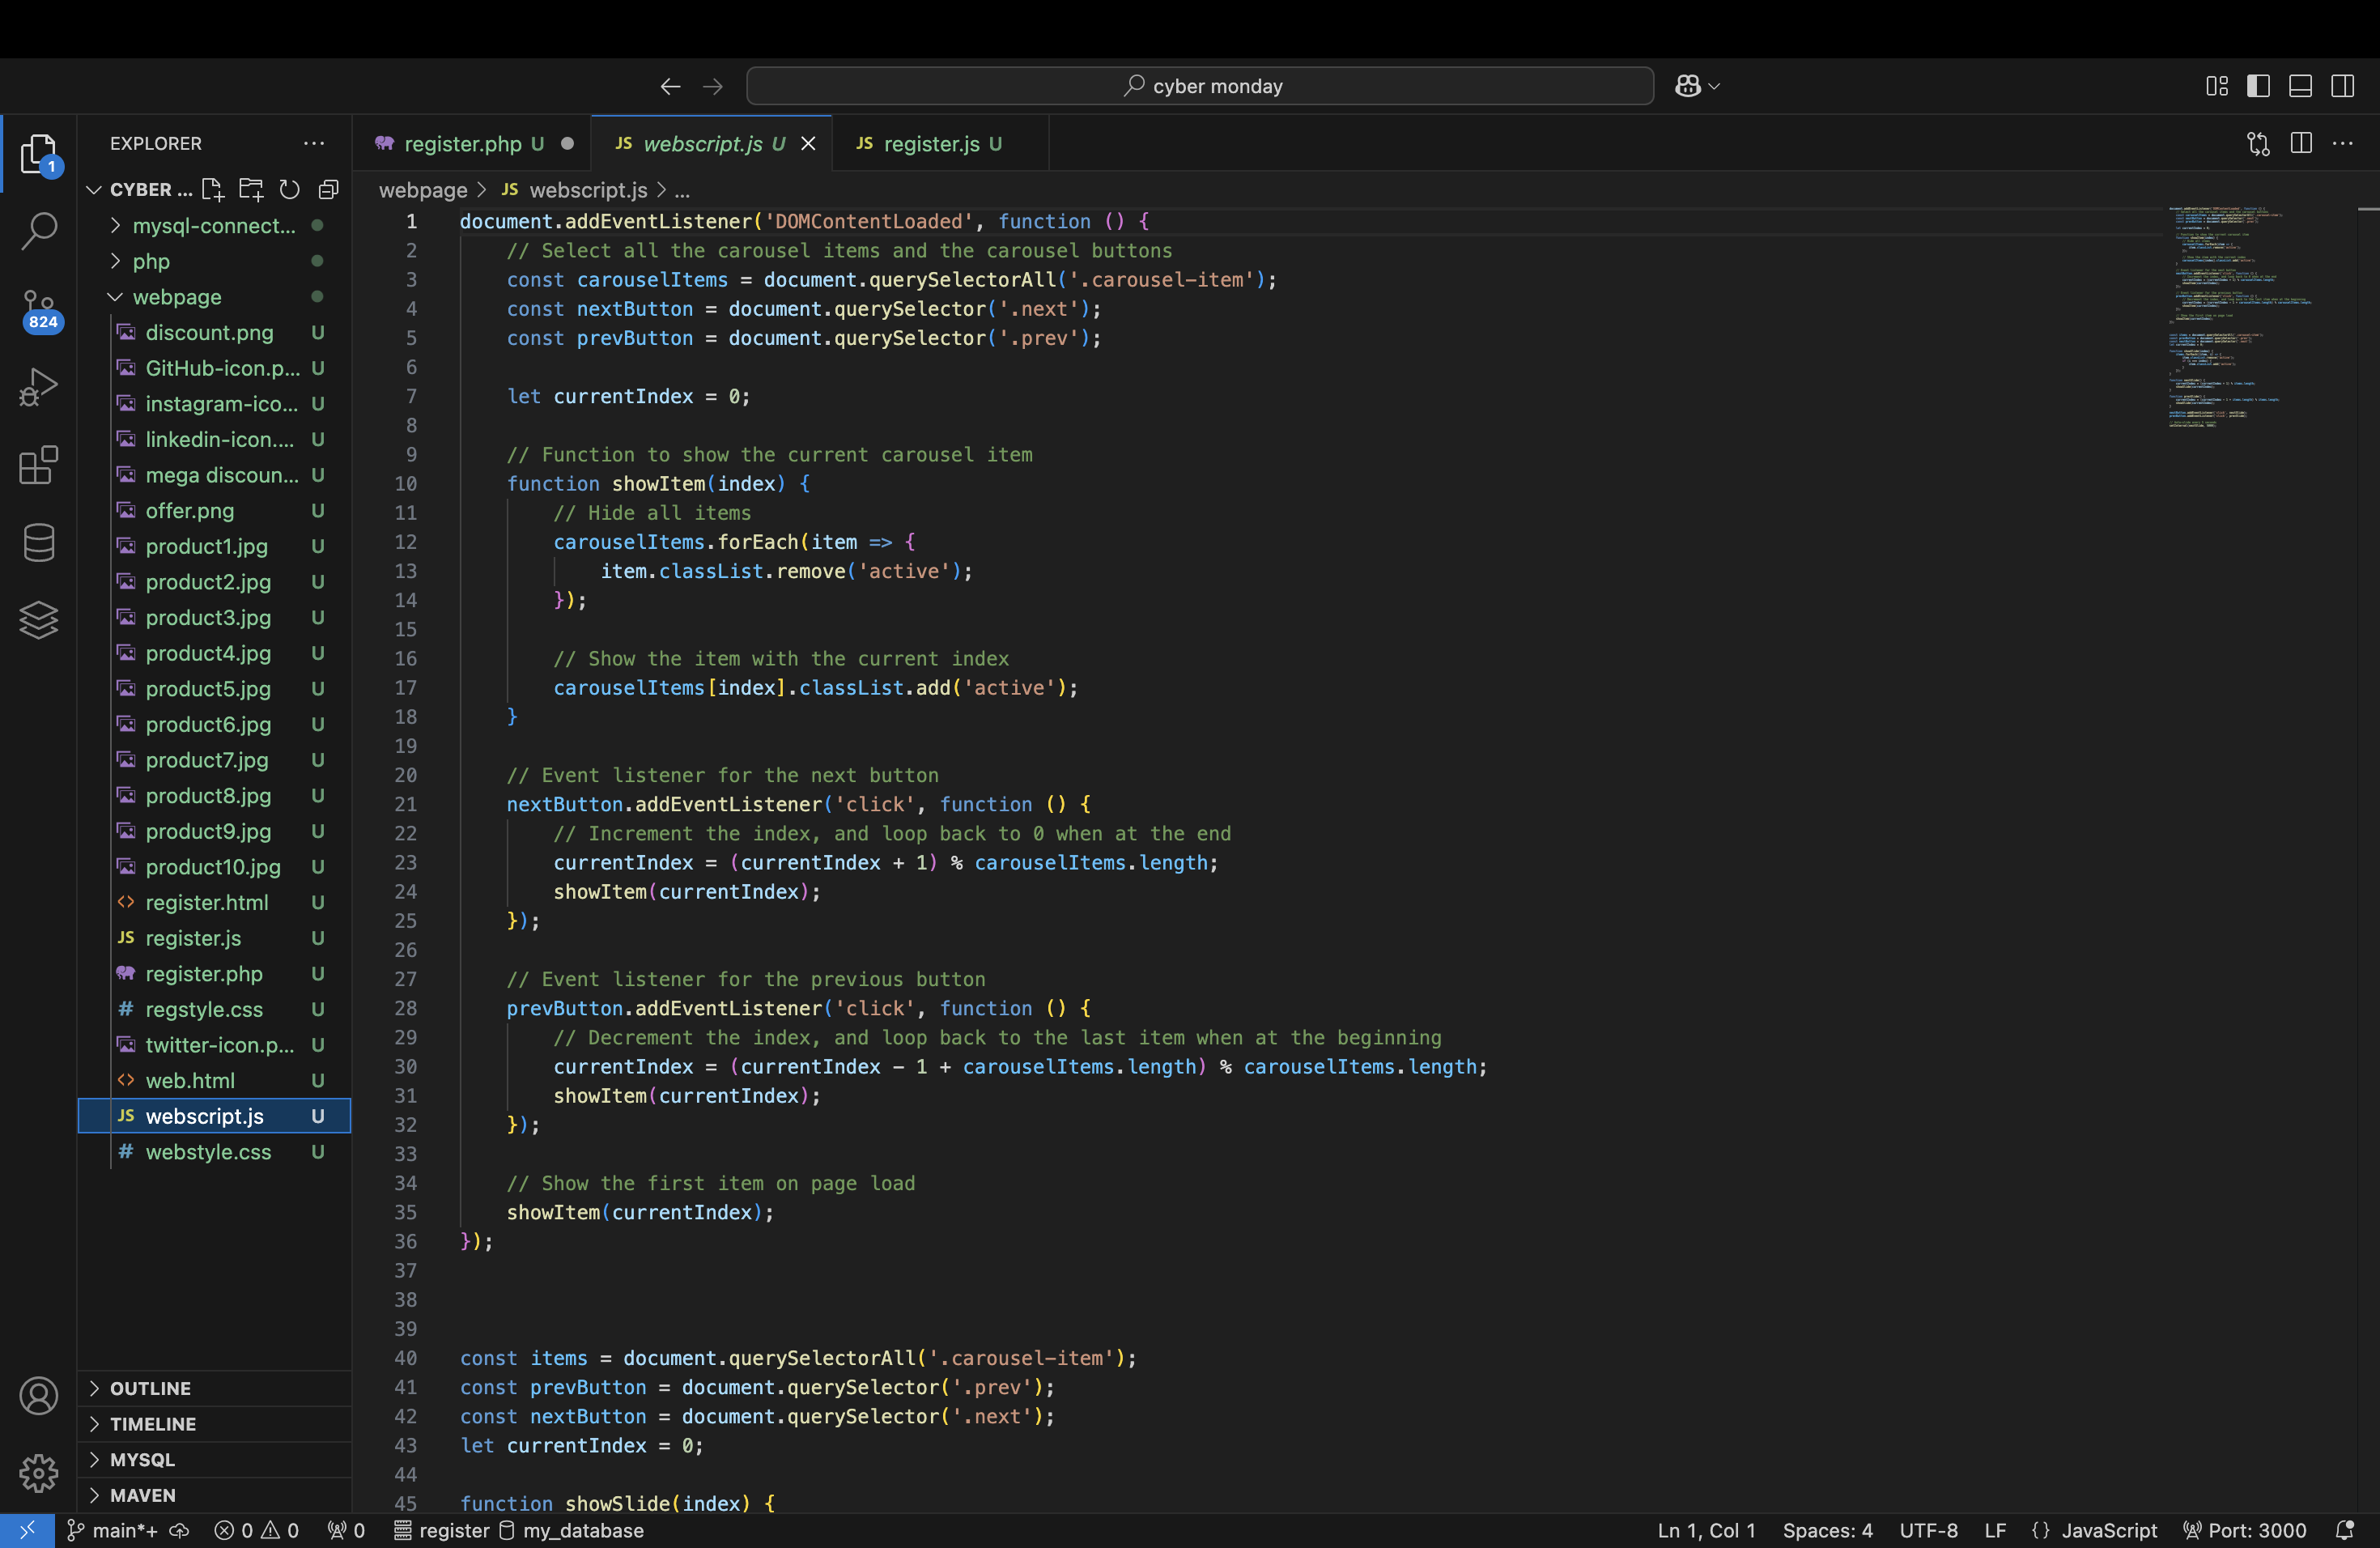 cyber monday
EXPLORER
register.php U
JS webscript.js U
JS register.js U
1
824
CYBER ...
mysql-connect...
php
webpage
discount.png U
GitHub-icon.p... U
instagram-ico... U
linkedin-icon.... U
mega discoun... U
offer.png U
product1.jpg U
product2.jpg U
product3.jpg U
product4.jpg U
product5.jpg U
product6.jpg U
product7.jpg U
product8.jpg U
product9.jpg U
product10.jpg U
<> register.html U
JS register.js U
register.php U
# regstyle.css U
twitter-icon.p... U
<> web.html U
JS webscript.js U
# webstyle.css U
OUTLINE
TIMELINE
MYSQL
MAVEN
webpage > JS webscript.js > ...
1 document.addEventListener('DOMContentLoaded', function () {
2 // Select all the carousel items and the carousel buttons
3 const carouselItems = document.querySelectorAll('.carousel-item');
4 const nextButton = document.querySelector('.next');
5 const prevButton = document.querySelector('.prev');
6
7 let currentIndex = 0;
8
9 // Function to show the current carousel item
10 function showItem(index) {
11 // Hide all items
12 carouselItems.forEach(item => {
13 item.classList.remove('active');
14 });
15
16 // Show the item with the current index
17 carouselItems[index].classList.add('active');
18 }
19
20 // Event listener for the next button
21 nextButton.addEventListener('click', function () {
22 // Increment the index, and loop back to 0 when at the end
23 currentIndex = (currentIndex + 1) % carouselItems.length;
24 showItem(currentIndex);
25 });
26
27 // Event listener for the previous button
28 prevButton.addEventListener('click', function () {
29 // Decrement the index, and loop back to the last item when at the beginning
30 currentIndex = (currentIndex - 1 + carouselItems.length) % carouselItems.length;
31 showItem(currentIndex);
32 });
33
34 // Show the first item on page load
35 showItem(currentIndex);
36 });
37
38
39
40 const items = document.querySelectorAll('.carousel-item');
41 const prevButton = document.querySelector('.prev');
42 const nextButton = document.querySelector('.next');
43 let currentIndex = 0;
44
45 function showSlide(index) {
main*+ 0 0 0 register my_database Ln 1, Col 1 Spaces: 4 UTF-8 LF {} JavaScript Port: 3000